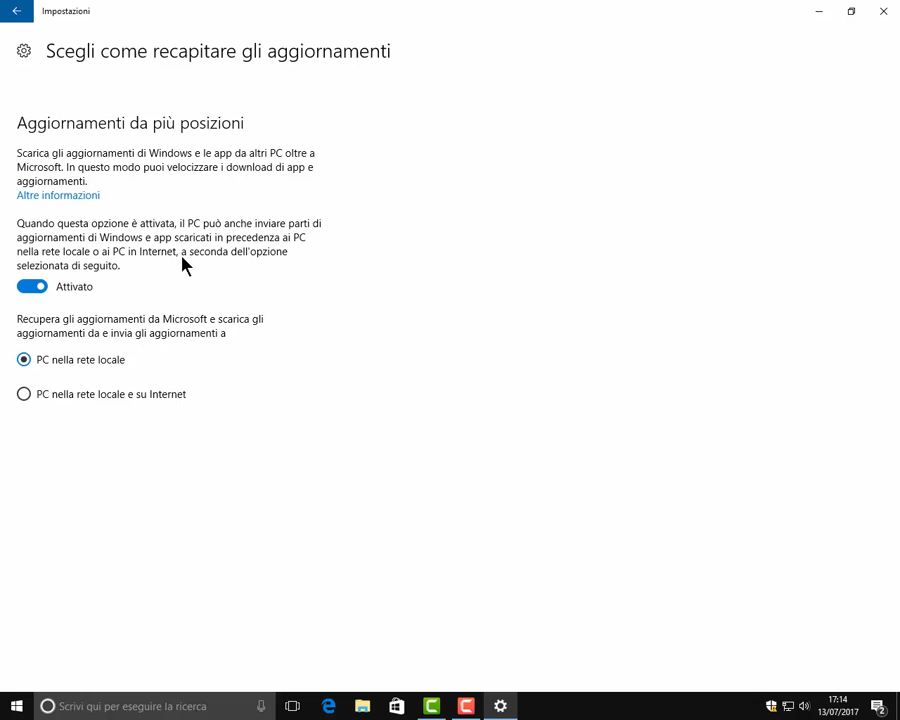 Impostazioni
Scegli come recapitare gli aggiornamenti
Aggiornamenti da più posizioni
Scarica gli aggiornamenti di Windows e le app da altri PC oltre a
Microsoft. In questo modo puoi velocizzare i download di app e
aggiornamenti.
Altre informazioni
Quando questa opzione è attivata, il PC può anche inviare parti di
aggiornamenti di Windows e app scaricati in precedenza ai PC
nella rete locale o ai PC in Internet, a seconda dell'opzione
selezionata di seguito.
Attivato
Recupera gli aggiornamenti da Microsoft e scarica gli
aggiornamenti da e invia gli aggiornamenti a
PC nella rete locale
PC nella rete locale e su Internet
Scrivi qui per eseguire la ricerca
17:14
13/07/2017
2